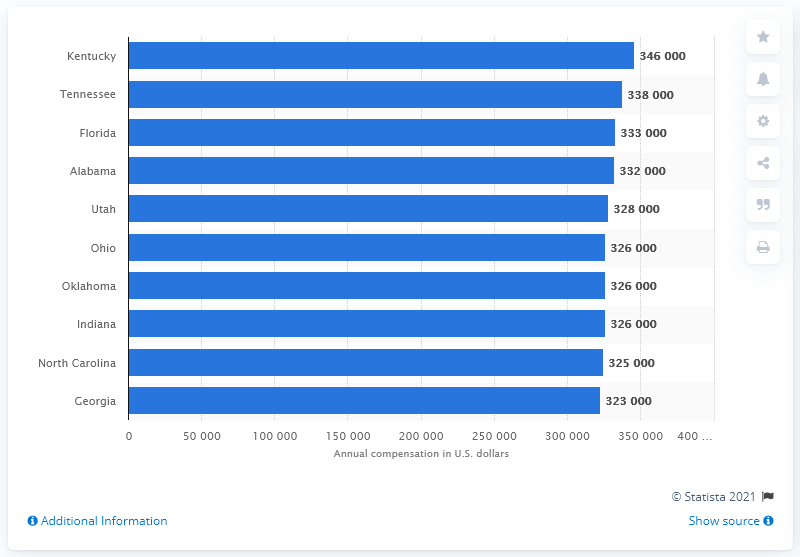 Kentucky 346 000
Tennessee 338 000
Florida 333 000
Alabama 332 000
Utah 328 000
Ohio 326 000
Oklahoma 326 000
Indiana 326 000
North Carolina 325 000
Georgia 323 000
0 50 000 100 000 150 000 200 000 250 000 300 000 350 000 400 ...
Annual compensation in U.S. dollars
© Statista 2021
Additional Information Show source